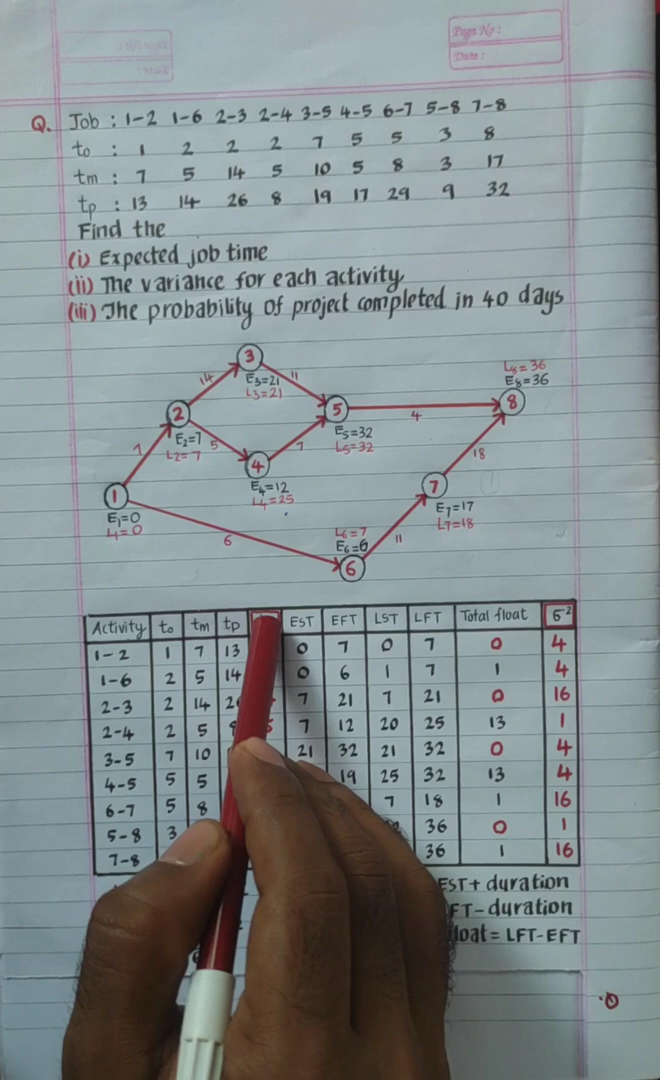 Page No :
Date :
Q. Job : 1-2 1-6 2-3 2-4 3-5 4-5 6-7 5-8 7-8
to : 1 2 2 2 7 5 5 3 8
tm : 7 5 14 5 10 5 8 3 17
tp : 13 14 26 8 19 17 29 9 32
Find the
(i) Expected job time
(ii) The variance for each activity
(iii) The probability of project completed in 40 days
L8=36
E8=36
3
14
11
E3=21
L3=21
2
5
4
8
7
E2=7
L2=7
5
7
E5=32
L5=32
18
4
E4=12
L4=25
7
1
E1=0
L1=0
E7=17
L7=18
6
L6=7
E6=6
11
6
Activity to tm tp EST EFT LST LFT Total float σ²
1-2 1 7 13 0 7 0 7 0 4
1-6 2 5 14 0 6 1 7 1 4
2-3 2 14 7 21 7 21 0 16
2-4 2 5 7 12 20 25 13 1
3-5 7 10 21 32 21 32 0 4
4-5 5 5 19 25 32 13 4
6-7 5 8 7 18 1 16
5-8 3 36 0 1
7-8 36 1 16
EST + duration
FT - duration
loat = LFT-EFT